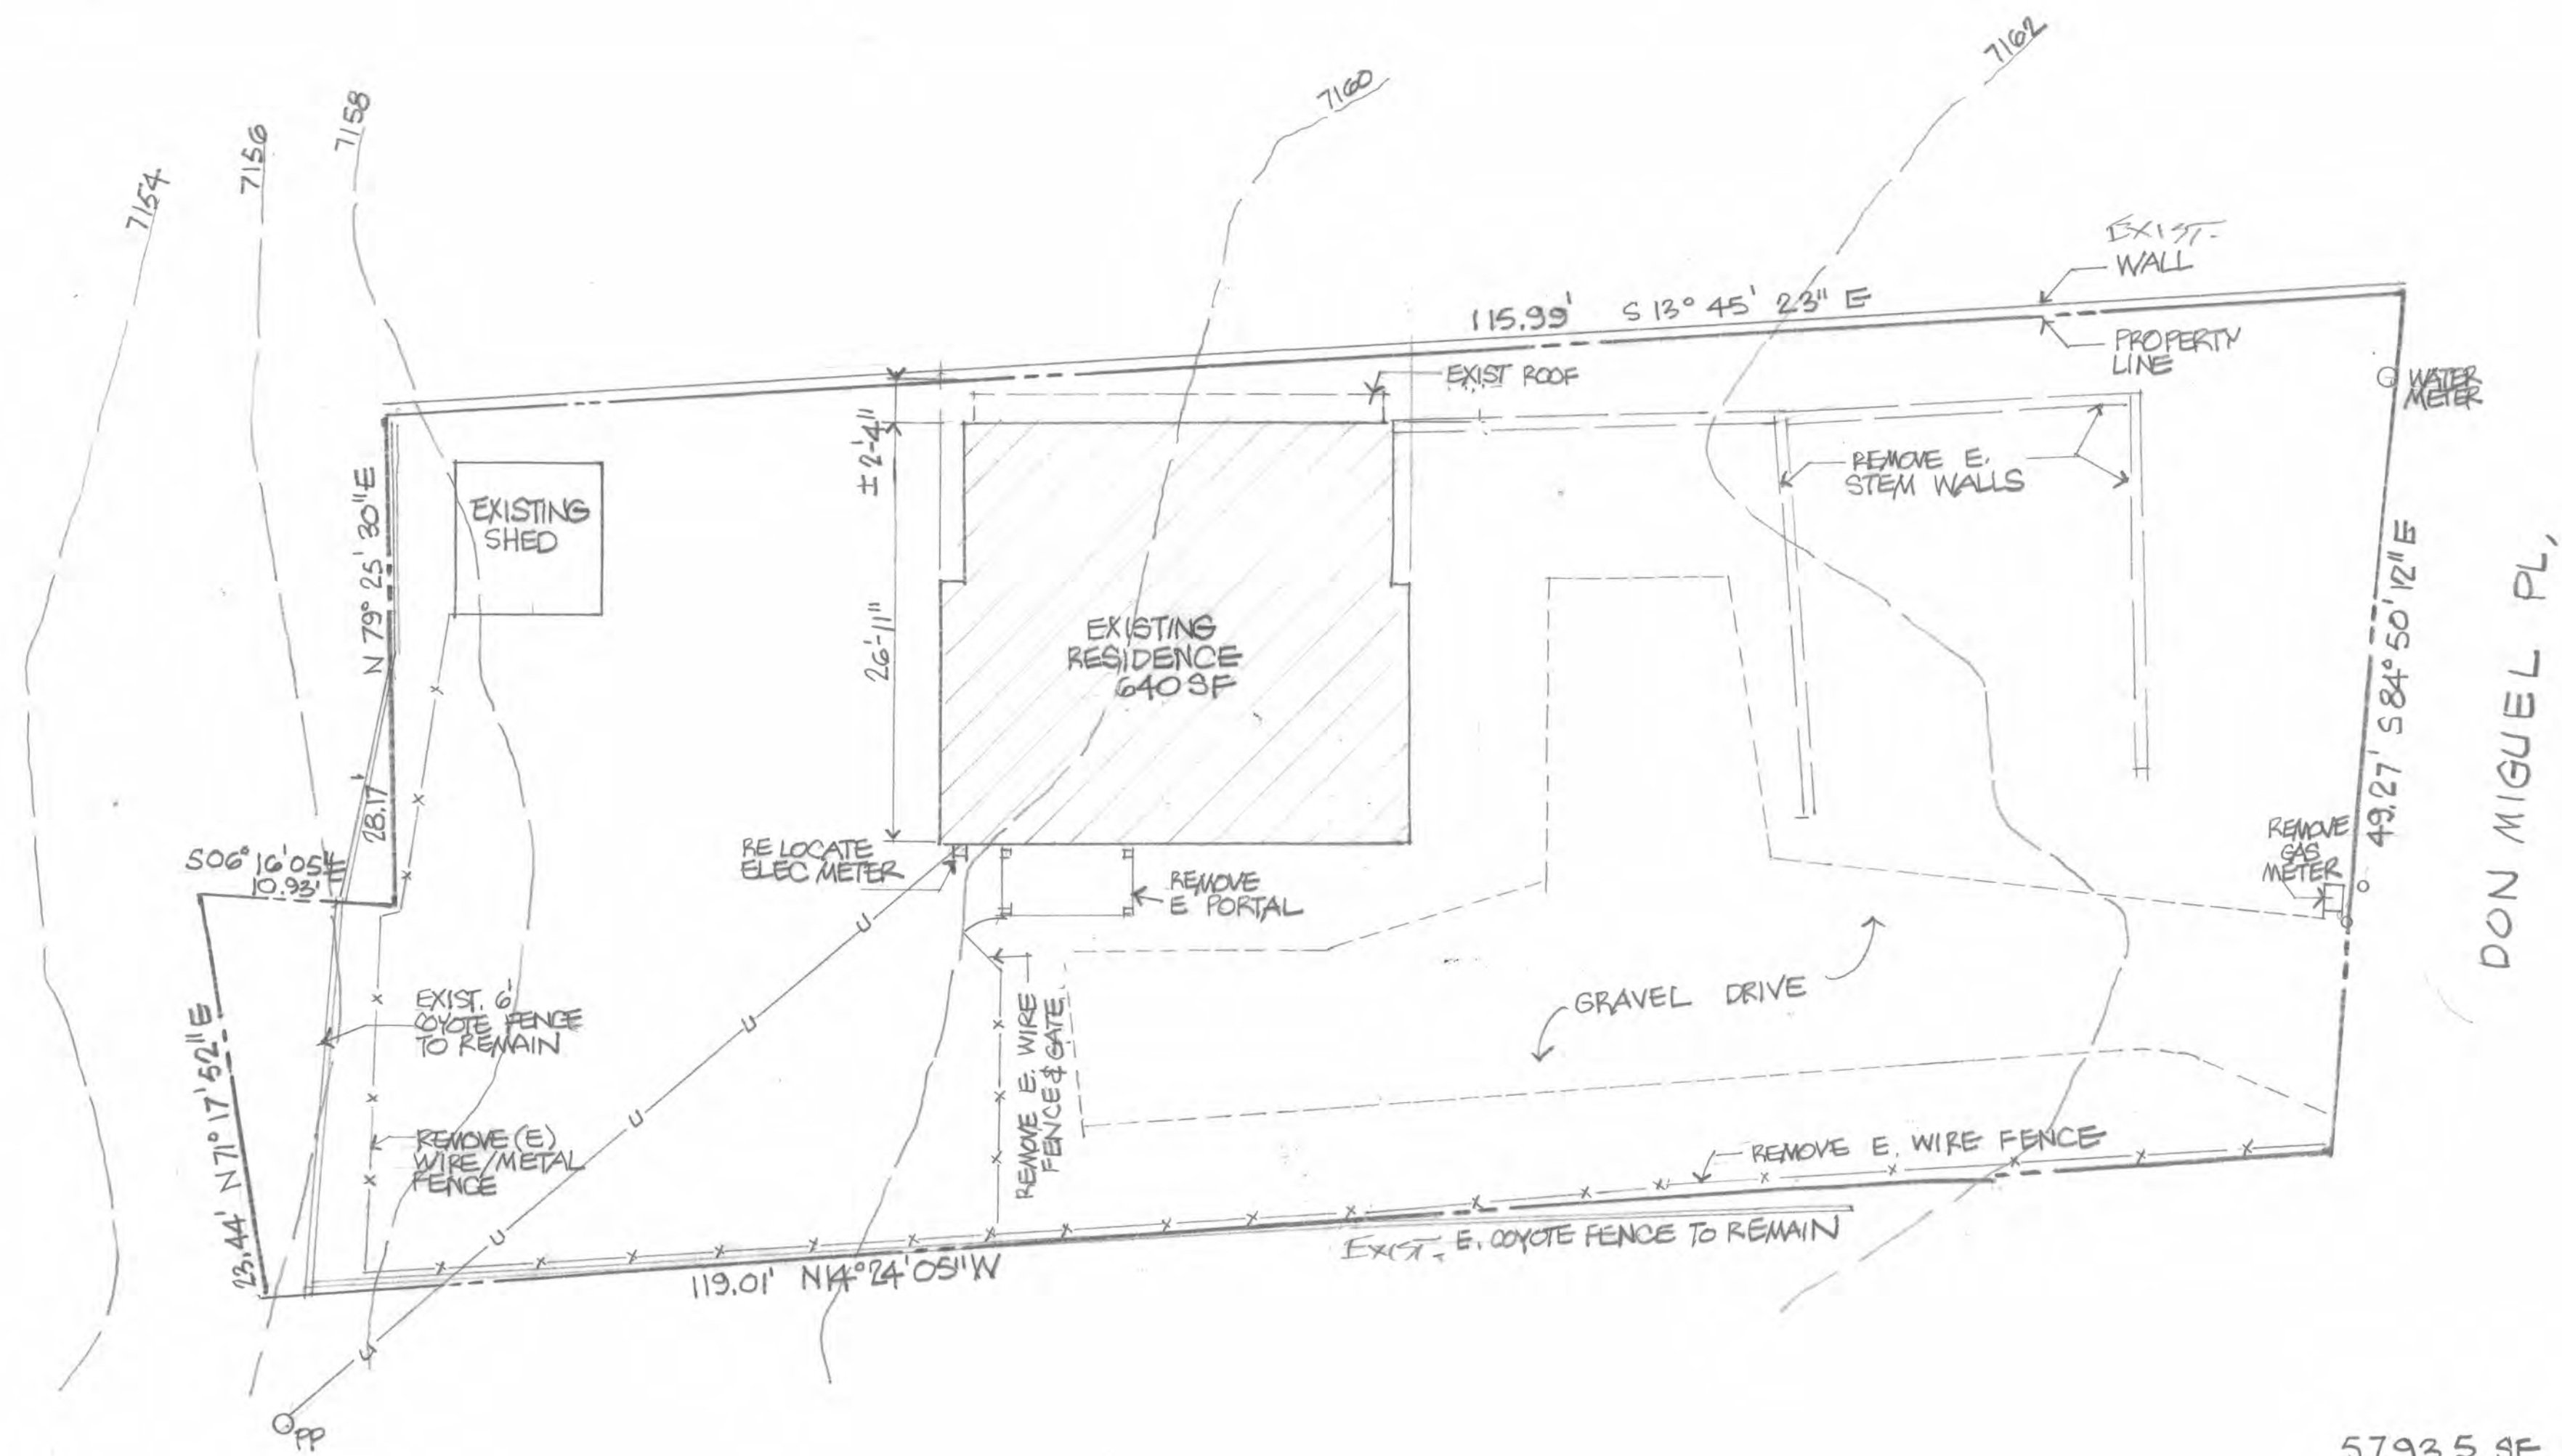 7154
7156
7158
7160
7162
EXIST.
WALL
115.99' S 13° 45' 23" E
PROPERTY
LINE
EXIST ROOF
WATER
METER
± 2'-4"
REMOVE E.
STEM WALLS
EXISTING
SHED
N 79° 25' 30" E
28.17'
26'-11"
EXISTING
RESIDENCE
640 SF
49.27' S 84° 50' 12" E
DON MIGUEL PL,
S06° 16' 05" E
10.93'
RELOCATE
ELEC METER
REMOVE
E PORTAL
REMOVE
GAS
METER
EXIST. 6'
COYOTE FENCE
TO REMAIN
REMOVE E. WIRE
FENCE & GATE
GRAVEL DRIVE
23.44' N 71° 17' 52" E
REMOVE (E)
WIRE/METAL
FENCE
REMOVE E. WIRE FENCE
EXIST. E. COYOTE FENCE TO REMAIN
119.01' N14° 24' 05" W
U
U
U
U
U
PP
5793.5 SF